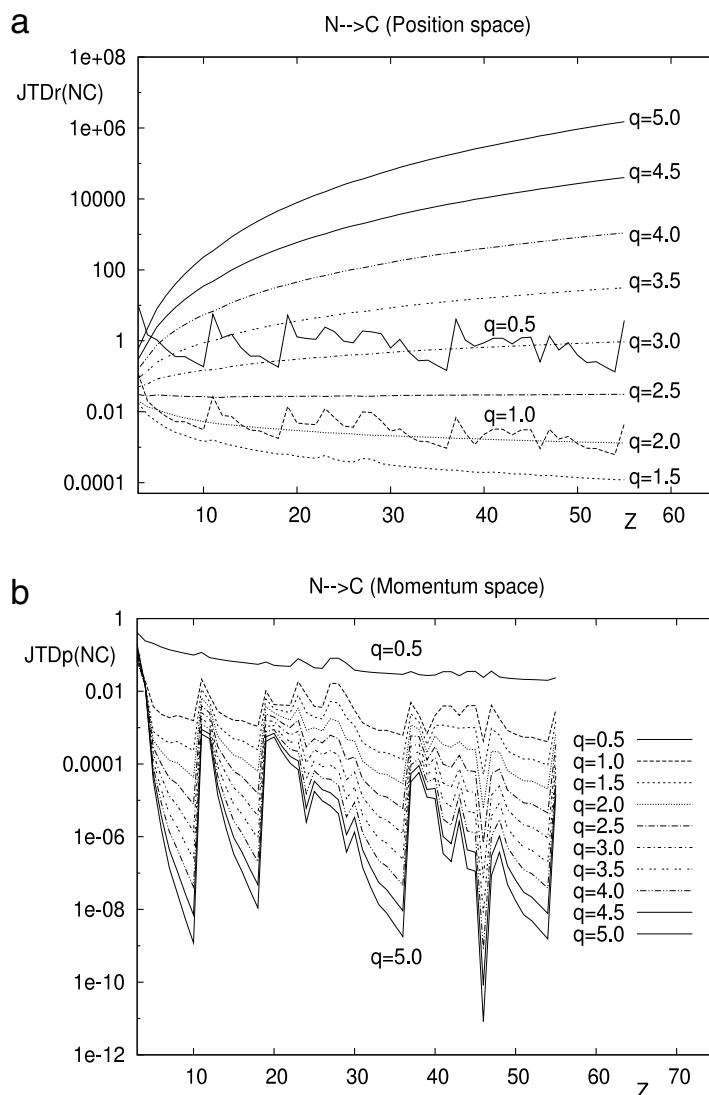 a
N-->C (Position space)
1e+08
JTDr(NC)
1e+06
10000
100
1
0.01
0.0001
q=5.0
q=4.5
q=4.0
q=3.5
q=0.5
q=3.0
q=2.5
q=1.0
q=2.0
q=1.5
10 20 30 40 50 60
Z
N-->C (Momentum space)
b
1
JTDp(NC)
0.01
0.0001
1e-06
1e-08
1e-10
1e-12
q=0.5
q=5.0
q=0.5
q=1.0
q=1.5
q=2.0
q=2.5
q=3.0
q=3.5
q=4.0
q=4.5
q=5.0
10 20 30 40 50 60 70
Z